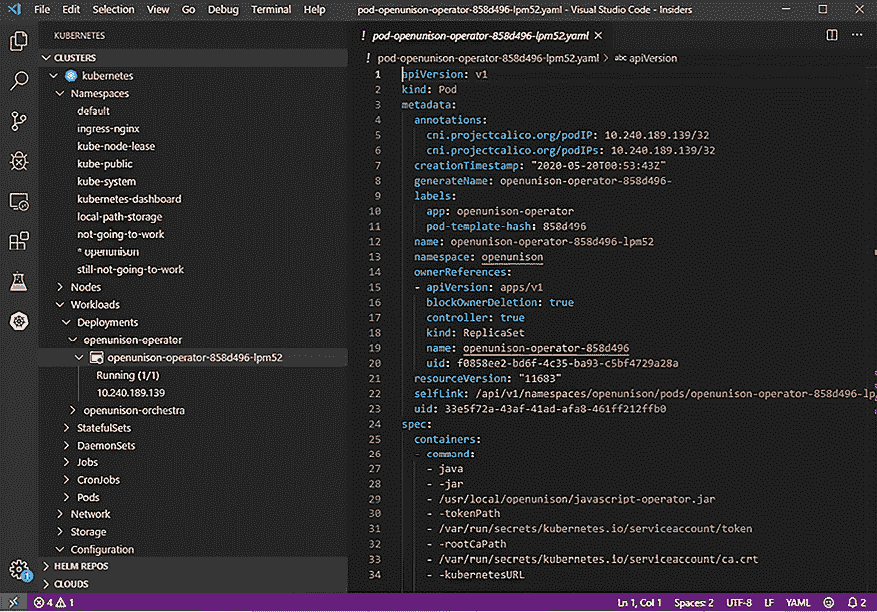 File Edit Selection View Go Debug Terminal Help
pod-openunison-operator-858d496-lpm52.yaml - Visual Studio Code - Insiders
KUBERNETES
CLUSTERS
kubernetes
Namespaces
default
ingress-nginx
kube-node-lease
kube-public
kube-system
kubernetes-dashboard
local-path-storage
not-going-to-work
* openunison
still-not-going-to-work
Nodes
Workloads
Deployments
openunison-operator
openunison-operator-858d496-lpm52
Running (1/1)
10.240.189.139
openunison-orchestra
StatefulSets
DaemonSets
Jobs
CronJobs
Pods
Network
Storage
Configuration
HELM REPOS
CLOUDS
! pod-openunison-operator-858d496-lpm52.yaml
! pod-openunison-operator-858d496-lpm52.yaml > abc apiVersion
1 apiVersion: v1
2 kind: Pod
3 metadata:
4 annotations:
5 cni.projectcalico.org/podIP: 10.240.189.139/32
6 cni.projectcalico.org/podIPs: 10.240.189.139/32
7 creationTimestamp: "2020-05-20T00:53:43Z"
8 generateName: openunison-operator-858d496-
9 labels:
10 app: openunison-operator
11 pod-template-hash: 858d496
12 name: openunison-operator-858d496-lpm52
13 namespace: openunison
14 ownerReferences:
15 - apiVersion: apps/v1
16 blockOwnerDeletion: true
17 controller: true
18 kind: ReplicaSet
19 name: openunison-operator-858d496
20 uid: f0858ee2-bd6f-4c35-ba93-c5bf4729a28a
21 resourceVersion: "11683"
22 selfLink: /api/v1/namespaces/openunison/pods/openunison-operator-858d496-lp
23 uid: 33e5f72a-43af-41ad-afa8-461ff212ffb0
24 spec:
25 containers:
26 - command:
27 - java
28 - -jar
29 - /usr/local/openunison/javascript-operator.jar
30 - -tokenPath
31 - /var/run/secrets/kubernetes.io/serviceaccount/token
32 - -rootCaPath
33 - /var/run/secrets/kubernetes.io/serviceaccount/ca.crt
34 - -kubernetesURL
1
4 1
Ln 1, Col 1 Spaces: 2 UTF-8 LF YAML 2